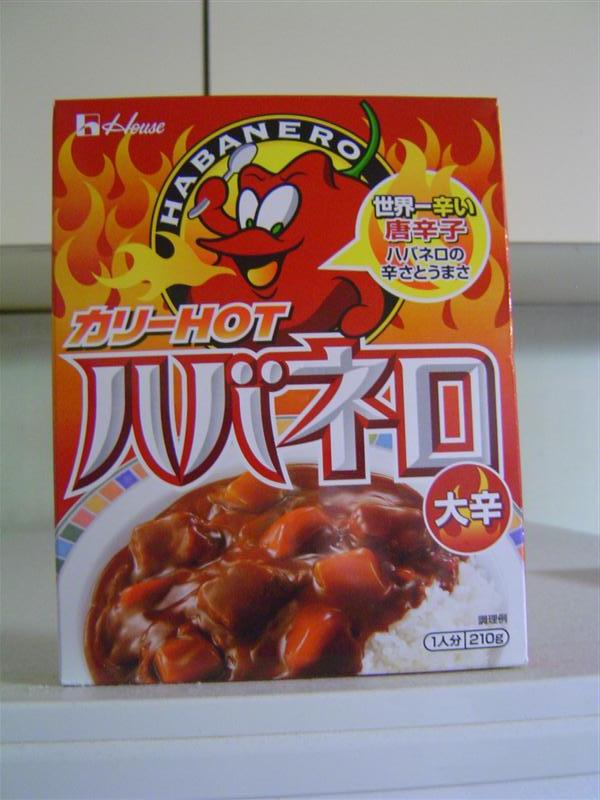 House
HABANERO
世界一辛い
唐辛子
ハバネロの
辛さとうまさ
カリーHOT
ハバネロ
大辛
調理例
1人分 210g